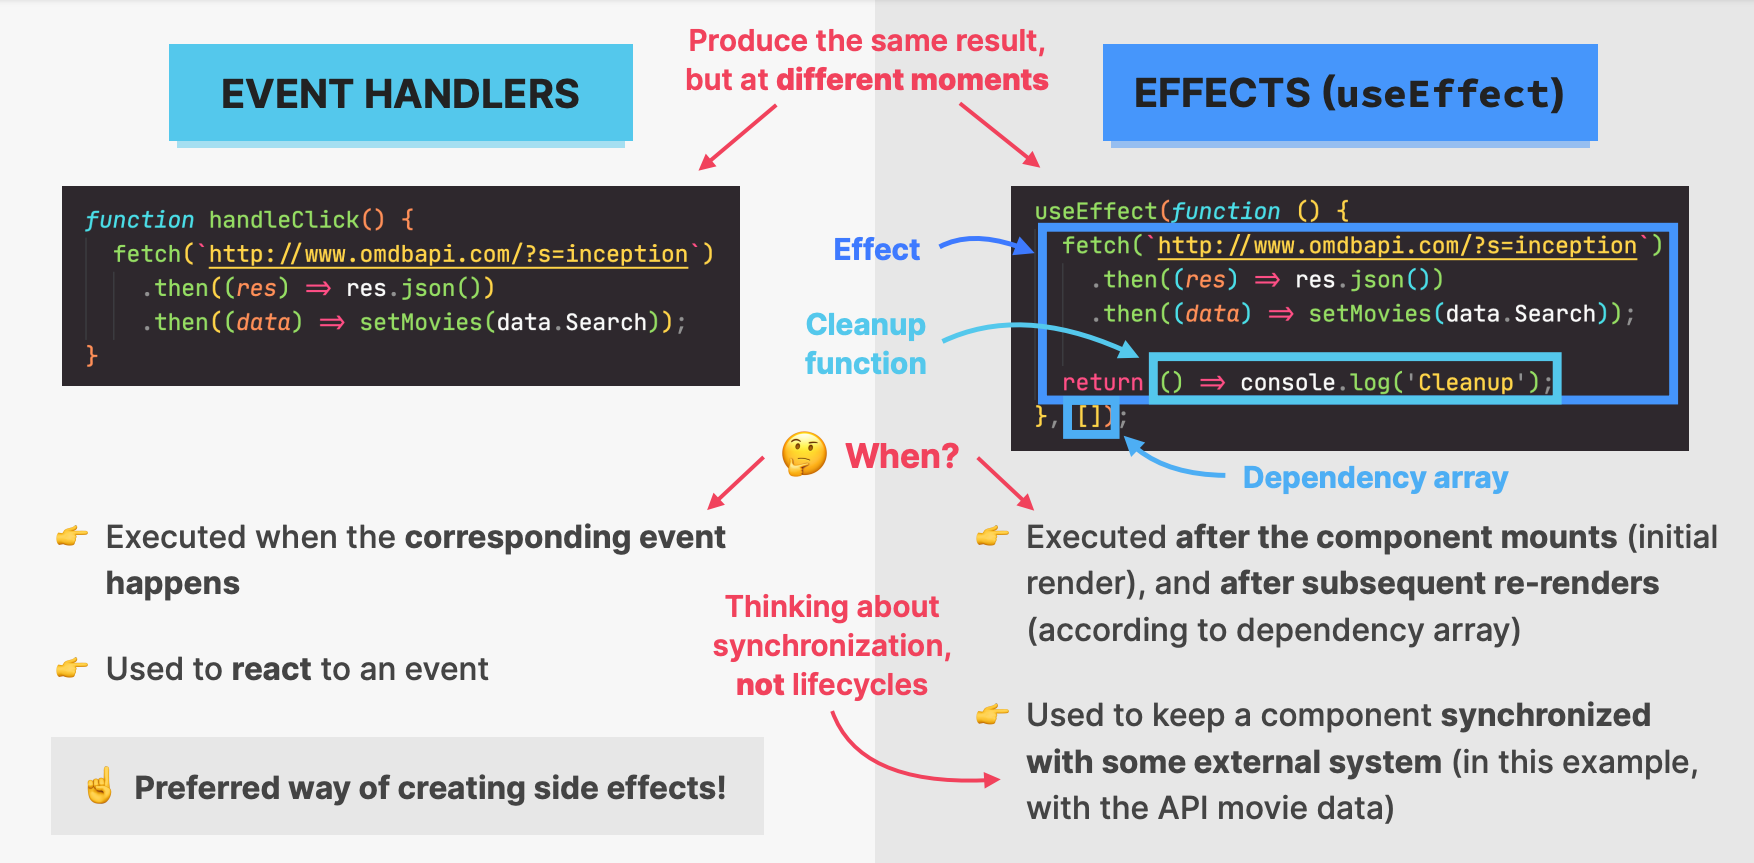 Produce the same result,
but at different moments
EVENT HANDLERS
function handleClick() {
fetch(`http://www.omdbapi.com/?s=inception`)
.then((res) => res.json())
.then((data) => setMovies(data.Search));
}
EFFECTS (useEffect)
useEffect(function () {
fetch(`http://www.omdbapi.com/?s=inception`)
.then((res) => res.json())
.then((data) => setMovies(data.Search));
return () => console.log('Cleanup');
}, []);
Effect
Cleanup
function
Dependency array
🤔 When?
👉 Executed when the corresponding event
happens
👉 Used to react to an event
☝️ Preferred way of creating side effects!
Thinking about
synchronization,
not lifecycles
👉 Executed after the component mounts (initial
render), and after subsequent re-renders
(according to dependency array)
👉 Used to keep a component synchronized
with some external system (in this example,
with the API movie data)